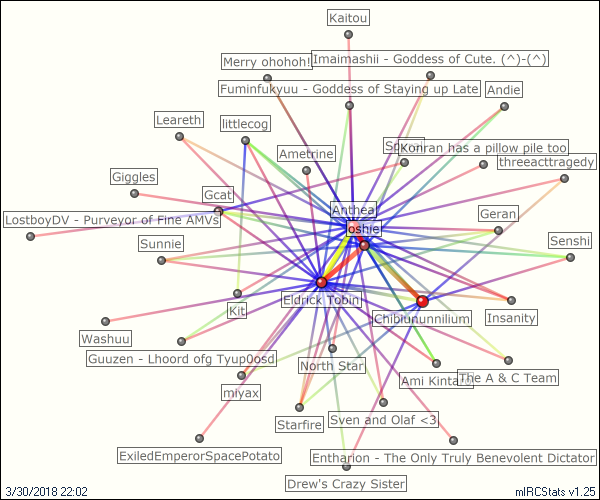 Kaitou
Merry ohohoh!
Imaimashii - Goddess of Cute. (^)-(^)
Fuminfukyuu - Goddess of Staying up Late
Andie
Leareth
littlecog
Ametrine
Konran has a pillow pile too
threeacttragedy
Giggles
Gcat
Anthea
Geran
LostboyDV - Purveyor of Fine AMVs
oshie
Sunnie
Senshi
Kit
Eldrick Tobin
Chibiununnilium
Insanity
Washuu
Guuzen - Lhoord ofg Tyup0osd
North Star
miyax
Ami Kintaro
The A & C Team
Starfire
Sven and Olaf <3
ExiledEmperorSpacePotato
Entharion - The Only Truly Benevolent Dictator
Drew's Crazy Sister
3/30/2018 22:02
mIRCStats v1.25